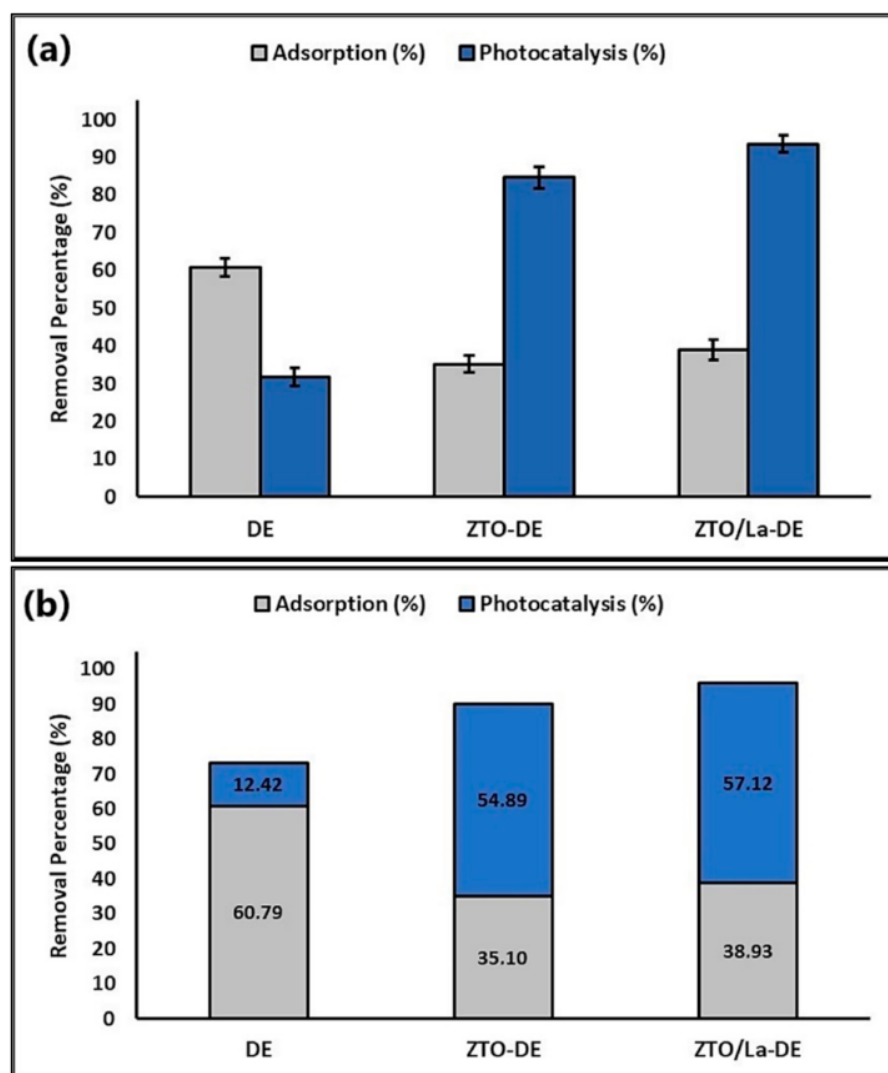 (a)
Adsorption (%) Photocatalysis (%)
Removal Percentage (%)
100
90
80
70
60
50
40
30
20
10
0
DE ZTO-DE ZTO/La-DE
(b)
Adsorption (%) Photocatalysis (%)
Removal Percentage (%)
100
90
80
70
60
50
40
30
20
10
0
12.42 54.89 57.12
60.79 35.10 38.93
DE ZTO-DE ZTO/La-DE